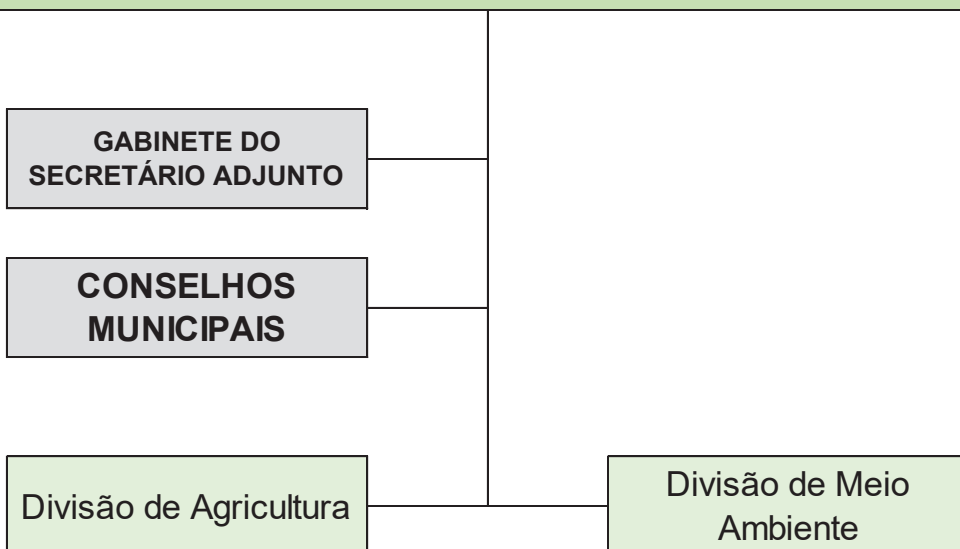 GABINETE DO
SECRETÁRIO ADJUNTO
CONSELHOS
MUNICIPAIS
Divisão de Agricultura
Divisão de Meio
Ambiente